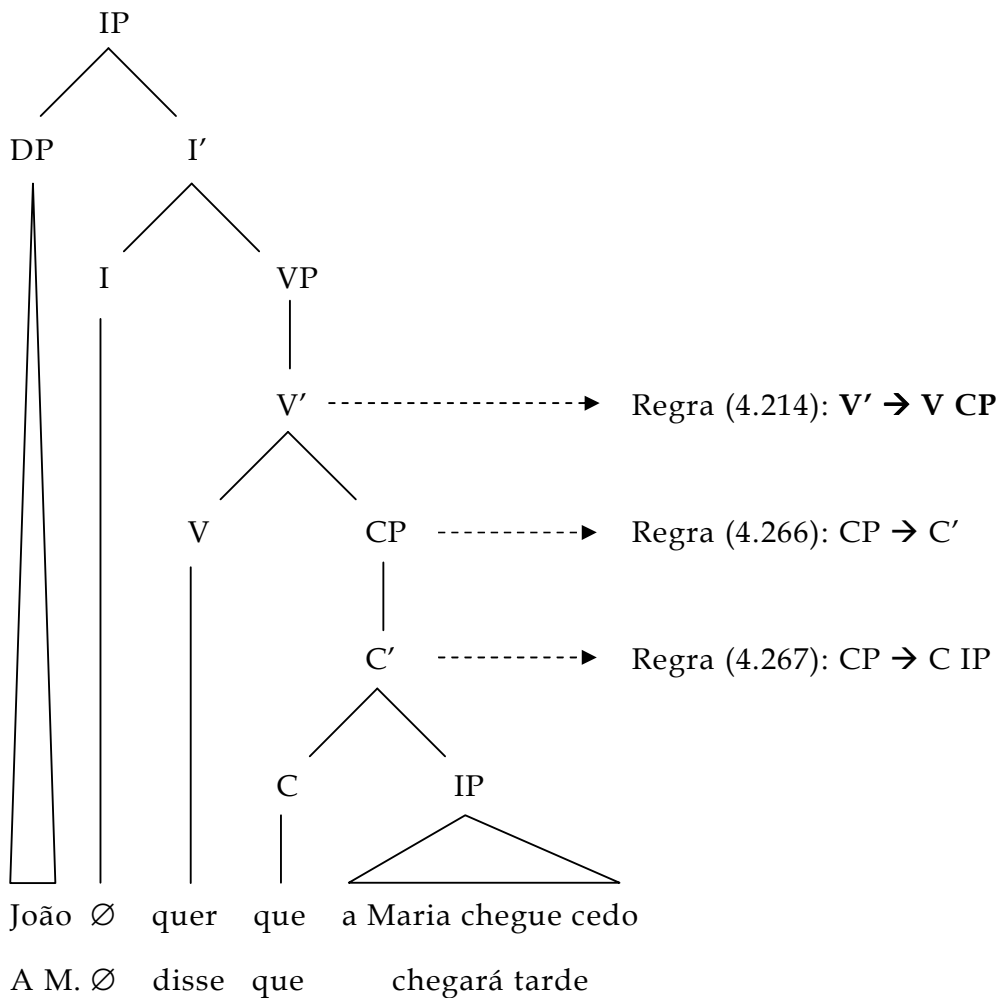 IP
DP I’
I VP
V’ Regra (4.214): V’ → V CP
V CP Regra (4.266): CP → C’
C’ Regra (4.267): CP → C IP
C IP
João ∅ quer que a Maria chegue cedo
A M. ∅ disse que chegará tarde